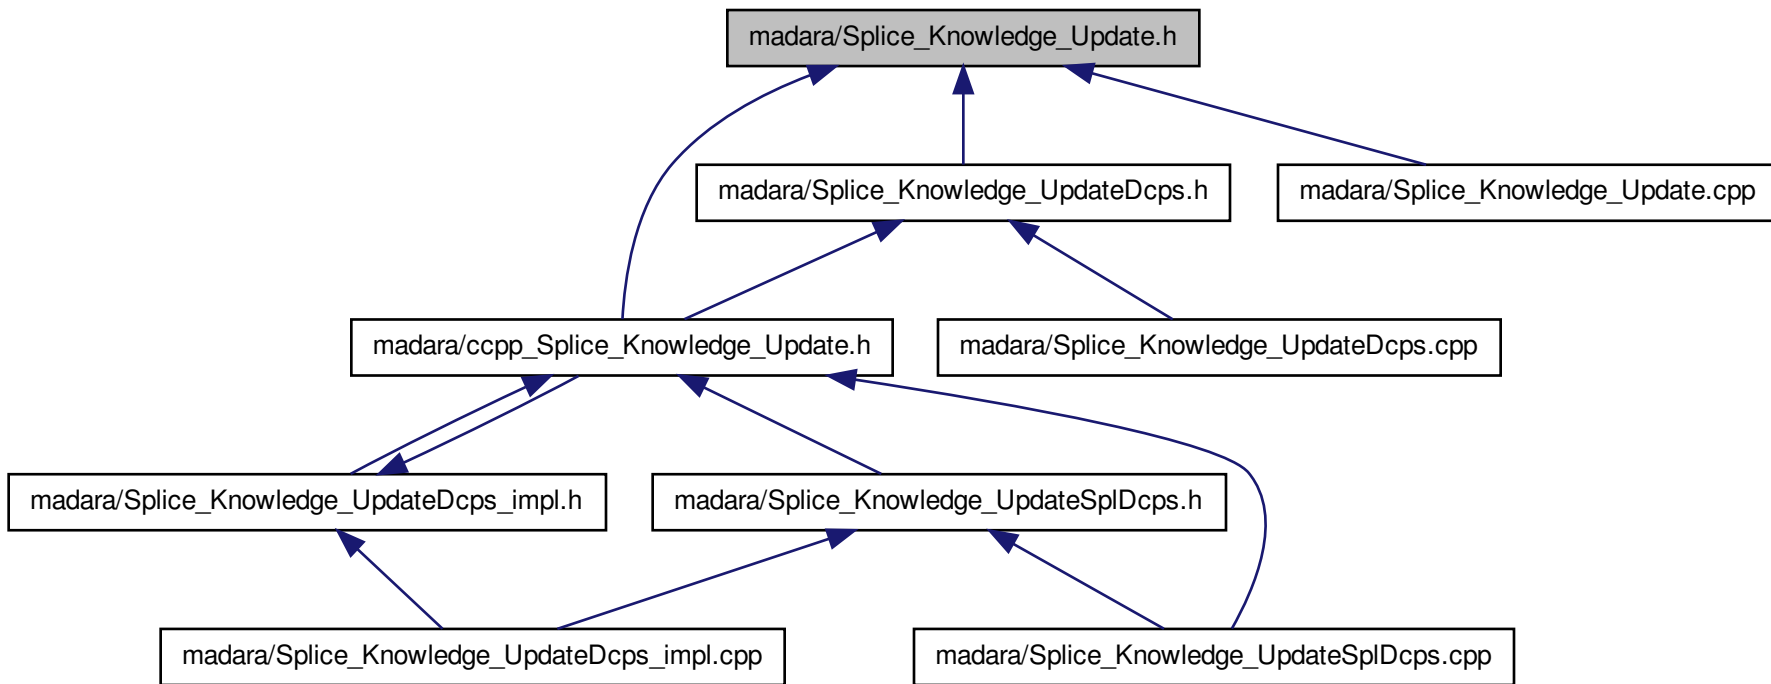 madara/Splice_Knowledge_Update.h
madara/Splice_Knowledge_UpdateDcps.h
madara/Splice_Knowledge_Update.cpp
madara/ccpp_Splice_Knowledge_Update.h
madara/Splice_Knowledge_UpdateDcps.cpp
madara/Splice_Knowledge_UpdateDcps_impl.h
madara/Splice_Knowledge_UpdateSplDcps.h
madara/Splice_Knowledge_UpdateDcps_impl.cpp
madara/Splice_Knowledge_UpdateSplDcps.cpp